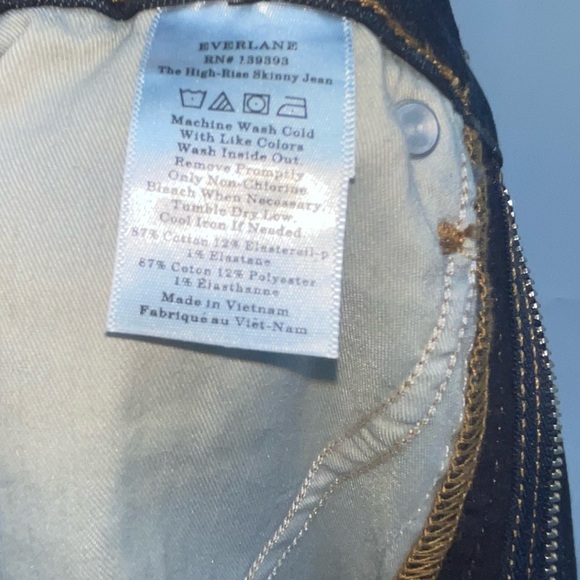 EVERLANE
RN# 139393
The High-Rise Skinny Jean
Machine Wash Cold
With Like Colors
Wash Inside Out
Remove Promptly
Only Non-Chlorine
Bleach When Necessary.
Tumble Dry Low.
Cool Iron If Needed.
87% Cotton 12% Elasterell-P
1% Elastane
87% Coton 12% Polyester
1% Élasthanne
Made in Vietnam
Fabriqué au Viêt-Nam